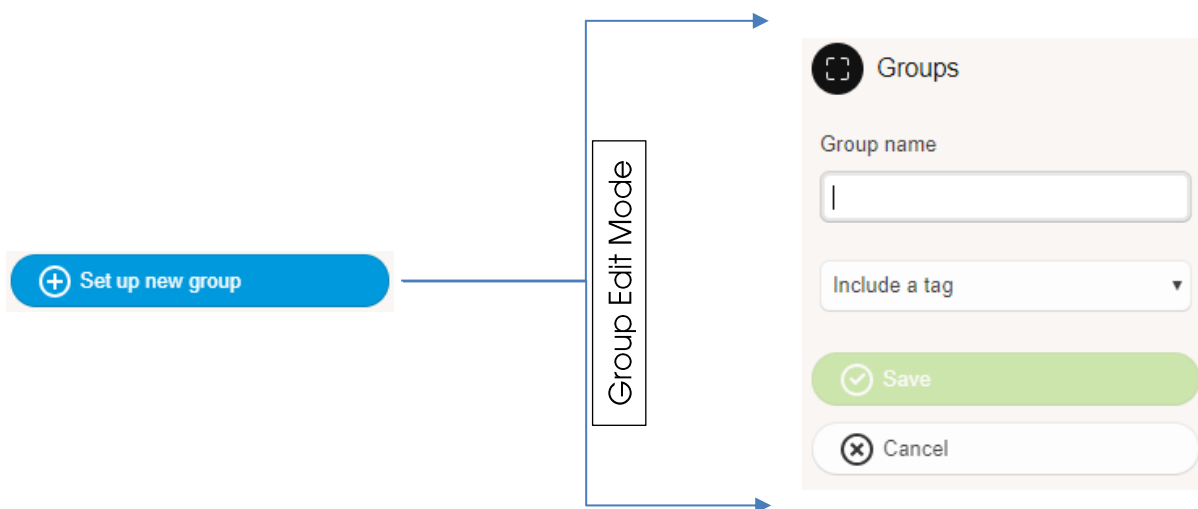 Set up new group
Group Edit Mode
Groups
Group name
Include a tag
Save
Cancel